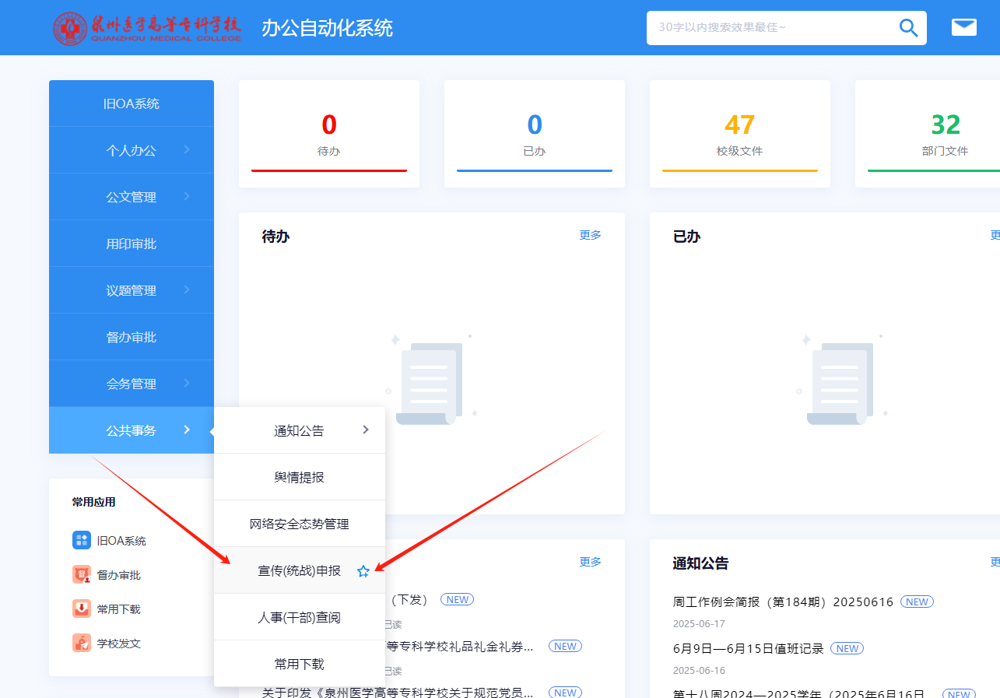 泉州医学高等专科学校
QUANZHOU MEDICAL COLLEGE
办公自动化系统
30字以内搜索效果最佳~
旧OA系统
个人办公
公文管理
用印审批
议题管理
督办审批
会务管理
公共事务
通知公告
舆情提报
网络安全态势管理
宣传(统战)申报
人事(干部)查阅
常用下载
常用应用
旧OA系统
督办审批
常用下载
学校发文
0
待办
0
已办
47
校级文件
32
部门文件
待办
更多
已办
更
更多
（下发） NEW
已读
等专科学校礼品礼金礼券... NEW
已读
关于印发《泉州医学高等专科学校关于规范党员... NEW
通知公告
更
周工作例会简报（第184期）20250616 NEW
2025-06-17
6月9日—6月15日值班记录 NEW
2025-06-16
第十八周2024—2025学年（2025年6月16日... NEW